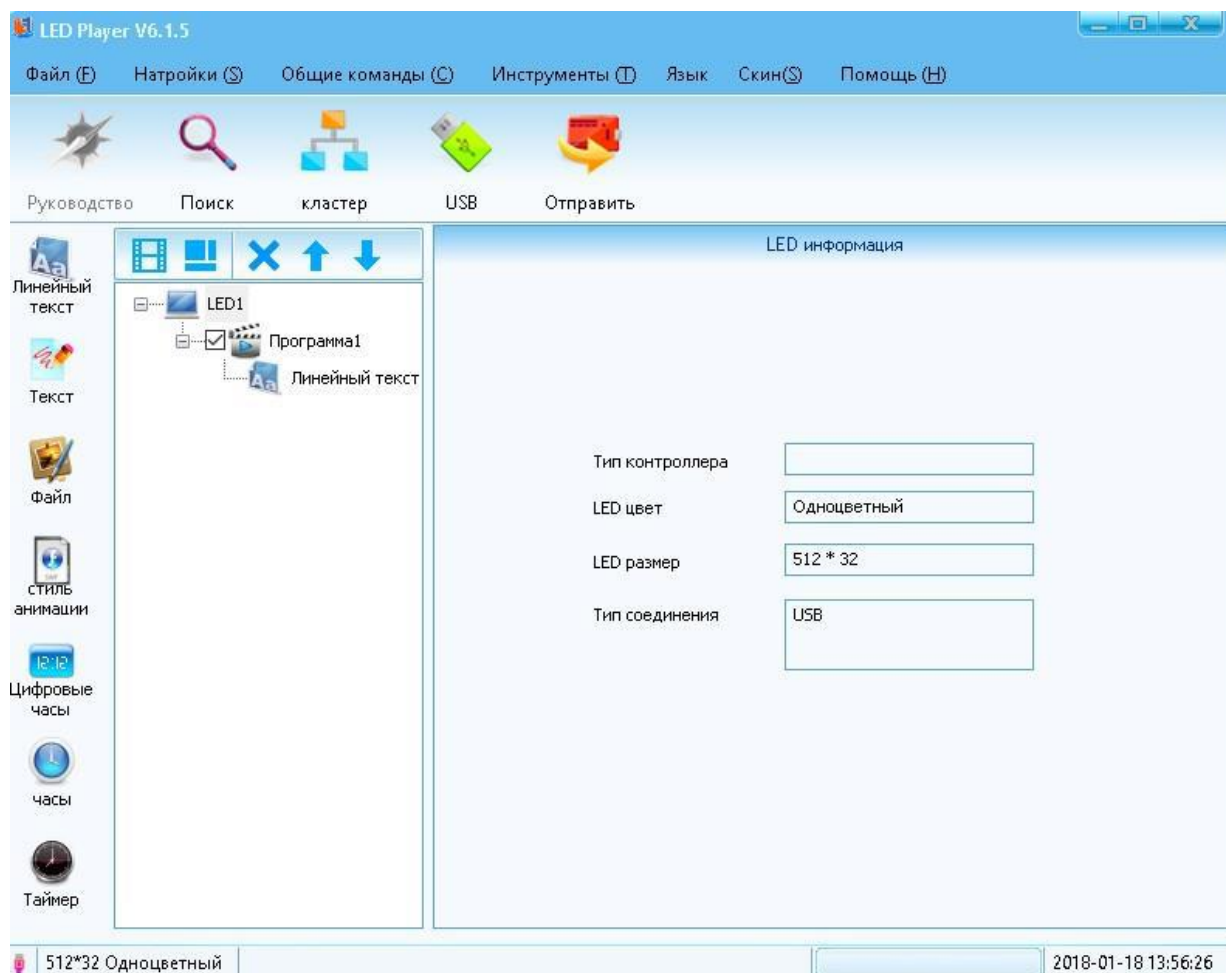 LED Player V6.1.5
Файл (F) Натройки (S) Общие команды (C) Инструменты (T) Язык Скин(S) Помощь (H)
Руководство Поиск кластер USB Отправить
LED информация
Линейный
текст
Текст
Файл
стиль
анимации
12:12
Цифровые
часы
часы
Таймер
LED1
Программа1
Линейный текст
Тип контроллера
LED цвет Одноцветный
LED размер 512 * 32
Тип соединения USB
512*32 Одноцветный 2018-01-18 13:56:26